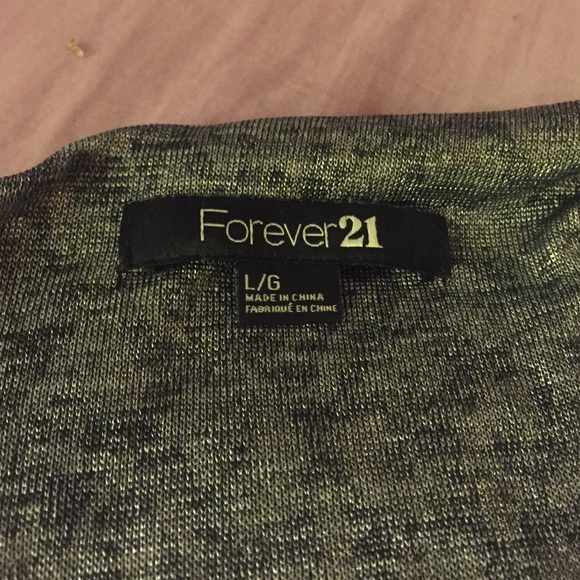 Forever21
L/G
MADE IN CHINA
FABRIQUÉ EN CHINE